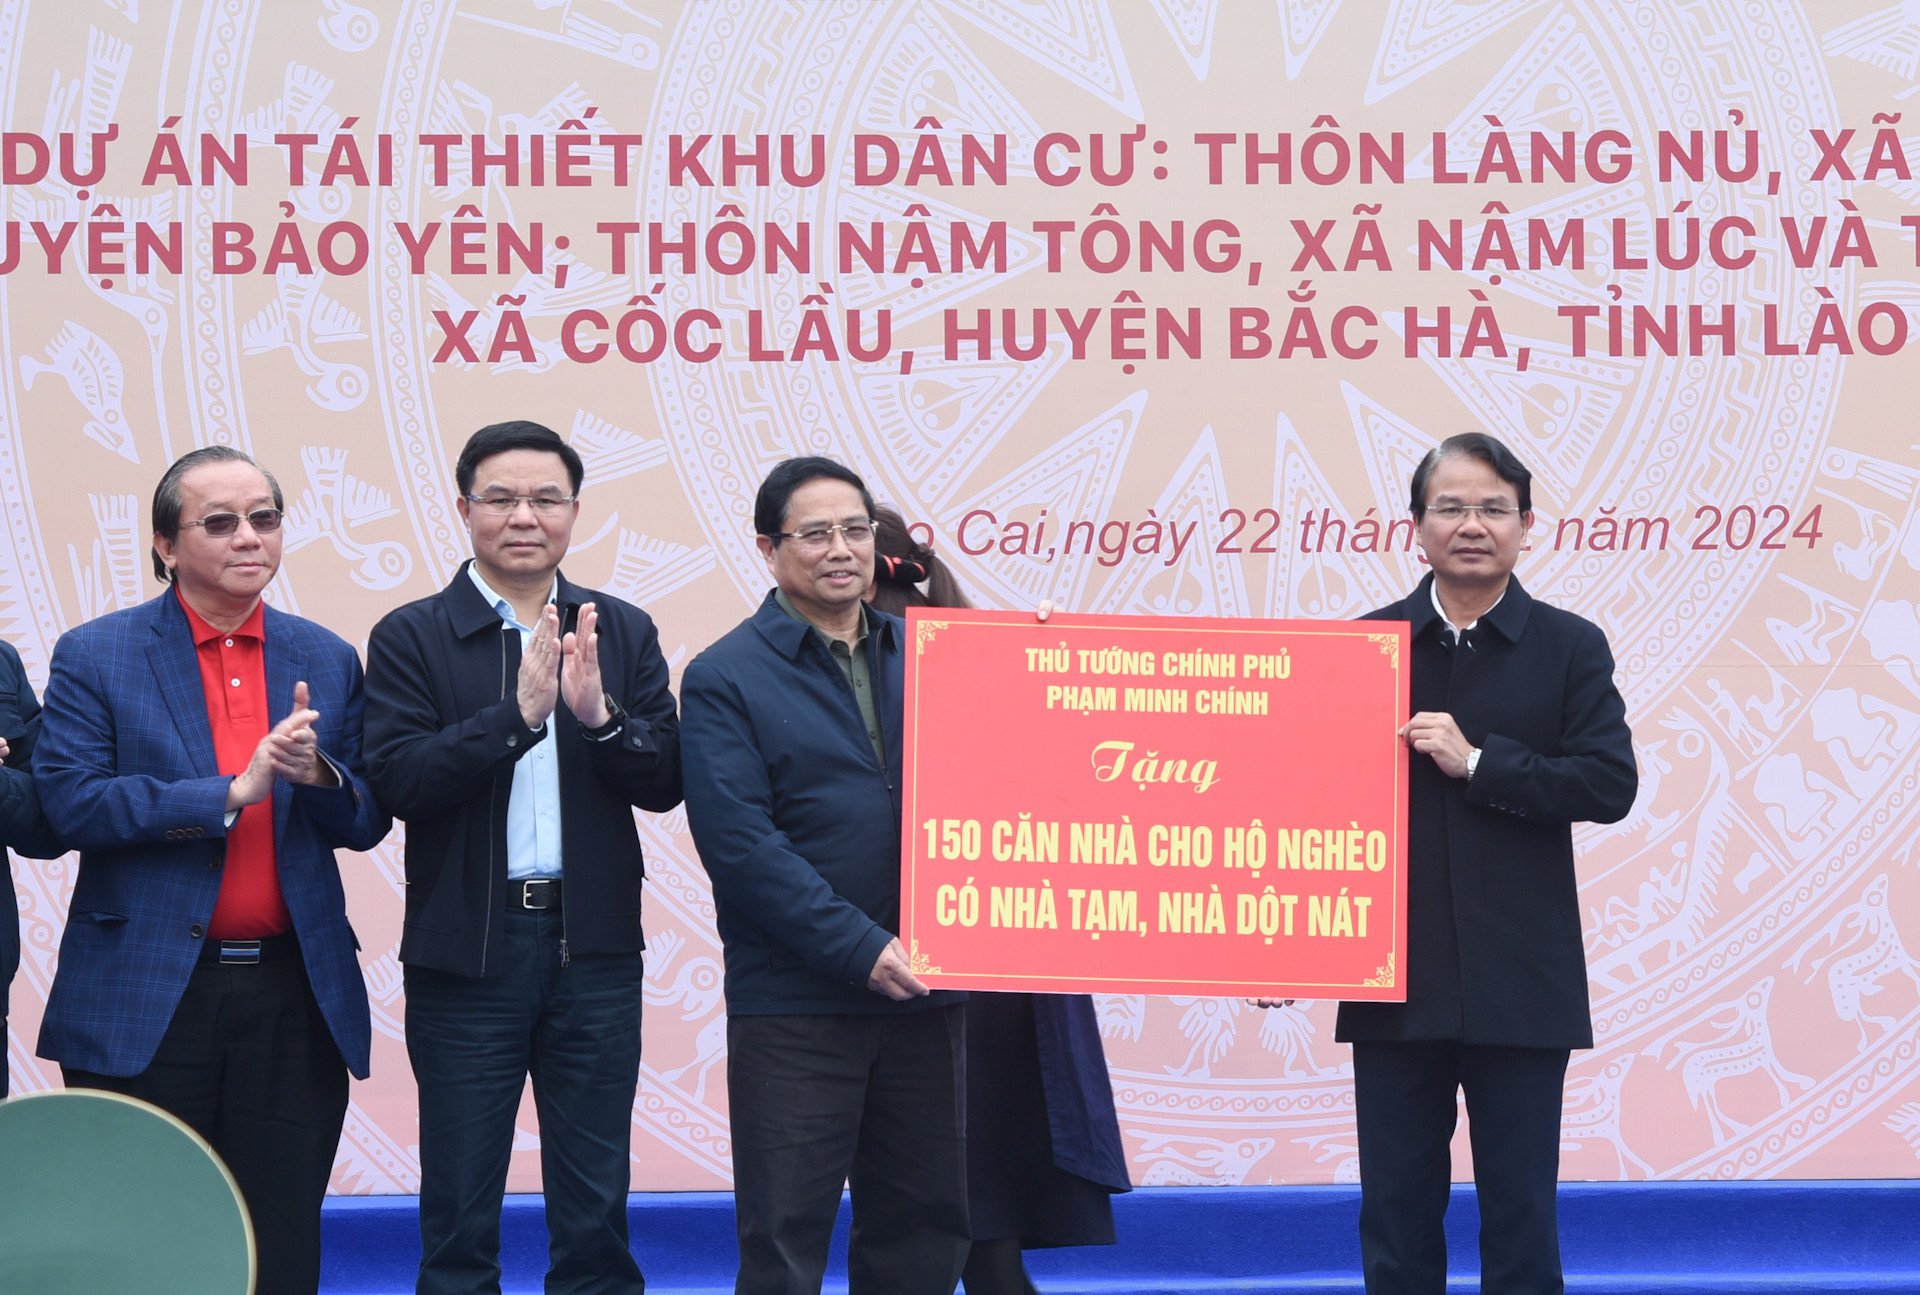 DỰ ÁN TÁI THIẾT KHU DÂN CƯ: THÔN LÀNG NỦ, XÃ
UYỆN BẢO YÊN; THÔN NẬM TÔNG, XÃ NẬM LÚC VÀ T
XÃ CỐC LẦU, HUYỆN BẮC HÀ, TỈNH LÀO
o Cai, ngày 22 thán năm 2024
THỦ TƯỚNG CHÍNH PHỦ
PHẠM MINH CHÍNH
Tặng
150 CĂN NHÀ CHO HỘ NGHÈO
CÓ NHÀ TẠM, NHÀ DỘT NÁT